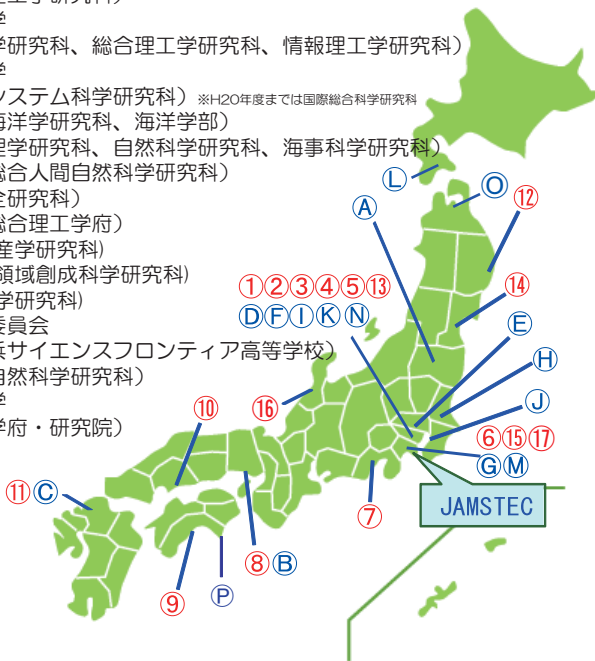 学
学研究科、総合理工学研究科、情報理工学研究科)
学
システム科学研究科) ※H20年度までは国際総合科学研究科
海洋学研究科、海洋学部)
理学研究科、自然科学研究科、海事科学研究科)
総合人間自然科学研究科)
全研究科)
総合理工学府)
産学研究科)
領域創成科学研究科)
学研究科)
委員会
浜サイエンスフロンティア高等学校)
自然科学研究科)
学
学府・研究院)
Ⓛ
Ⓞ
⑫
Ⓐ
①②③④⑤⑬
ⒹⒻⒾⓀⓃ
⑭
Ⓔ
Ⓗ
Ⓙ
⑯
⑩
⑥⑮⑰
ⒼⓂ
⑪Ⓒ
JAMSTEC
⑦
⑧Ⓑ
⑨
Ⓟ